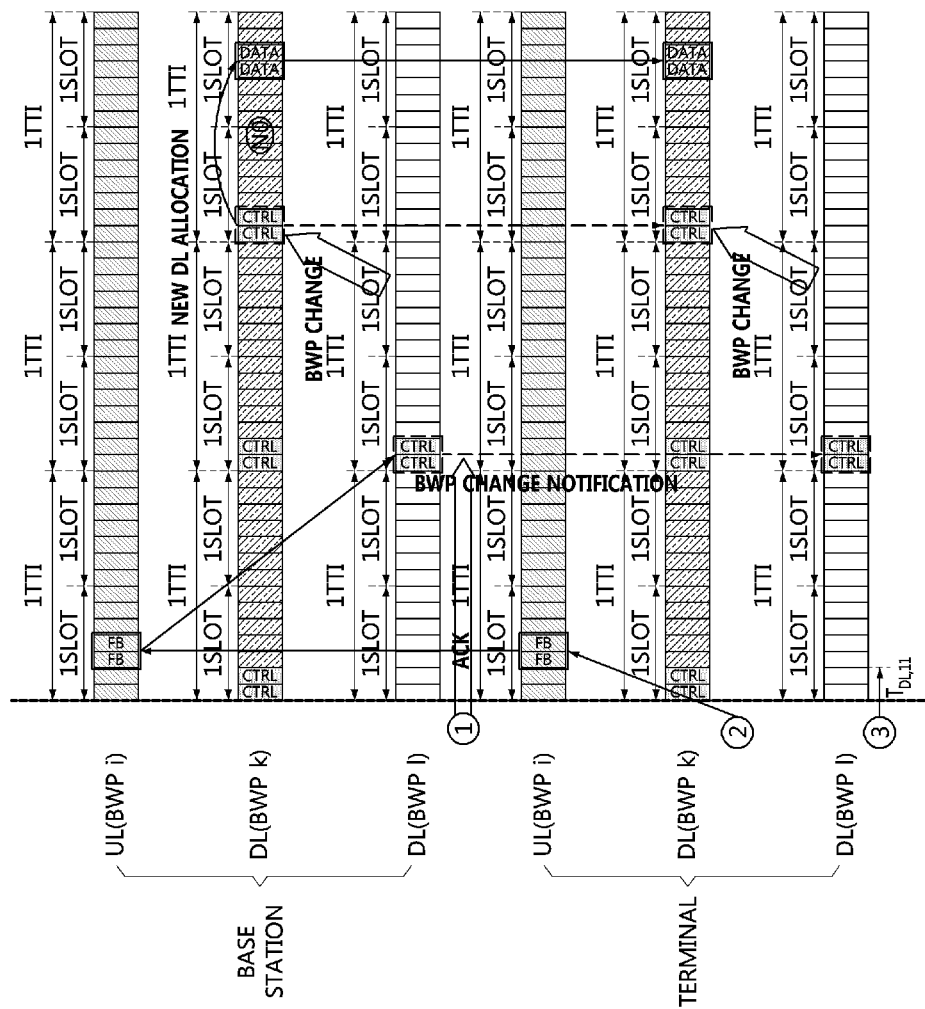 1TTI 1TTI 1TTI
1SLOT 1SLOT 1SLOT 1SLOT 1SLOT 1SLOT
UL(BWP i) FB FB
1TTI 1TTI NEW DL ALLOCATION 1TTI
1SLOT 1SLOT 1SLOT 1SLOT 1SLOT 1SLOT
BASE
STATION
DL(BWP k) CTRL CTRL CTRL CTRL CTRL CTRL NO DATA DATA
BWP CHANGE
1TTI 1TTI 1TTI
1SLOT 1SLOT 1SLOT 1SLOT 1SLOT 1SLOT
DL(BWP l) CTRL CTRL
BWP CHANGE NOTIFICATION
1 ACK 1TTI 1TTI 1TTI
1SLOT 1SLOT 1SLOT 1SLOT 1SLOT 1SLOT
UL(BWP i) FB FB
1TTI 1TTI 1TTI
1SLOT 1SLOT 1SLOT 1SLOT 1SLOT 1SLOT
TERMINAL
DL(BWP k) CTRL CTRL CTRL CTRL CTRL CTRL DATA DATA
2
BWP CHANGE
1TTI 1TTI 1TTI
1SLOT 1SLOT 1SLOT 1SLOT 1SLOT 1SLOT
DL(BWP l) CTRL CTRL
3 TDL,11